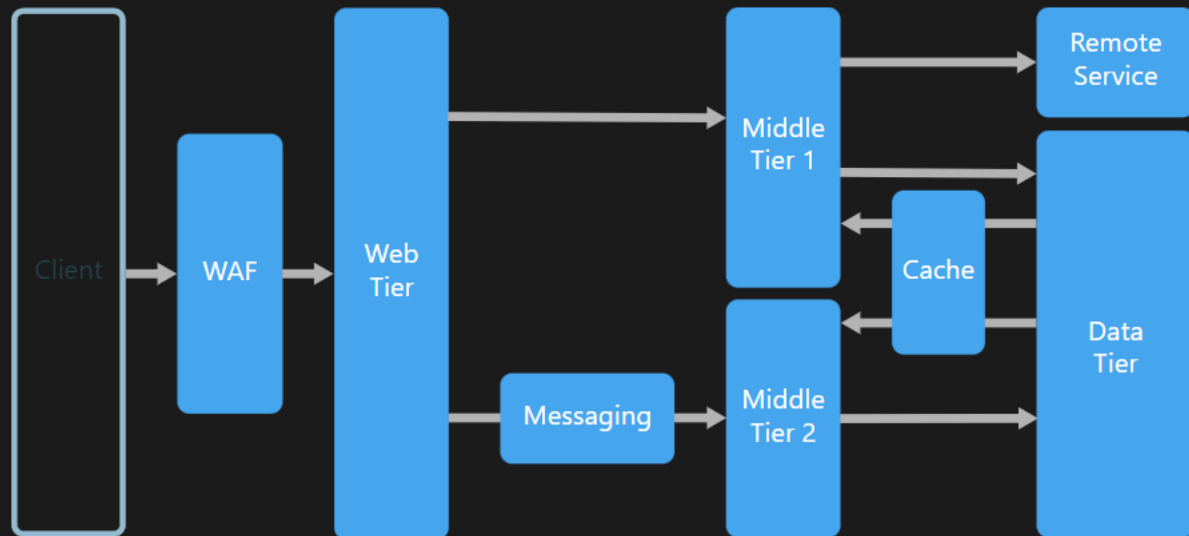 Client
WAF
Web
Tier
Messaging
Middle
Tier 1
Middle
Tier 2
Cache
Remote
Service
Data
Tier